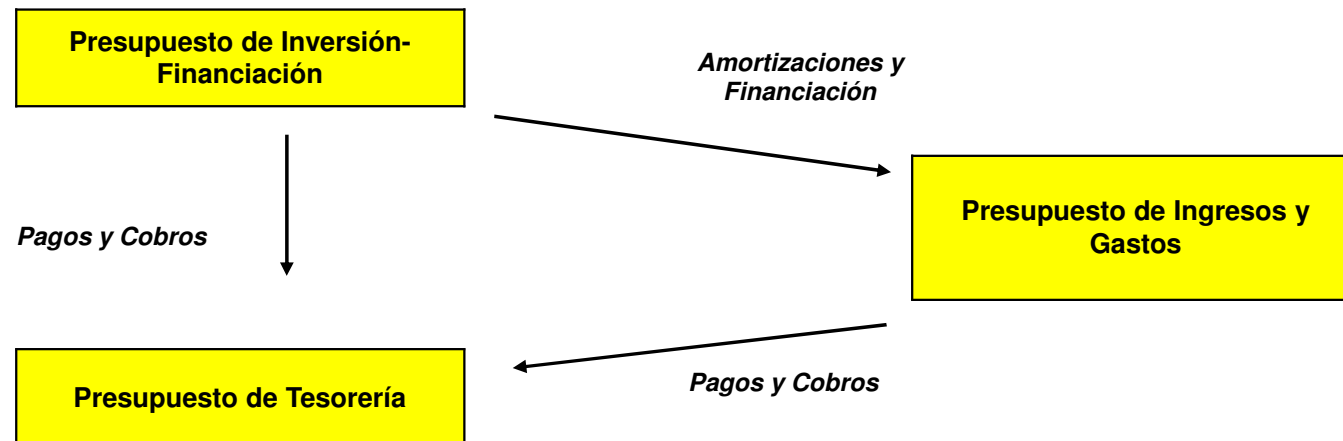 Presupuesto de Inversión-
Financiación
Amortizaciones y
Financiación
Presupuesto de Ingresos y
Gastos
Pagos y Cobros
Pagos y Cobros
Presupuesto de Tesorería